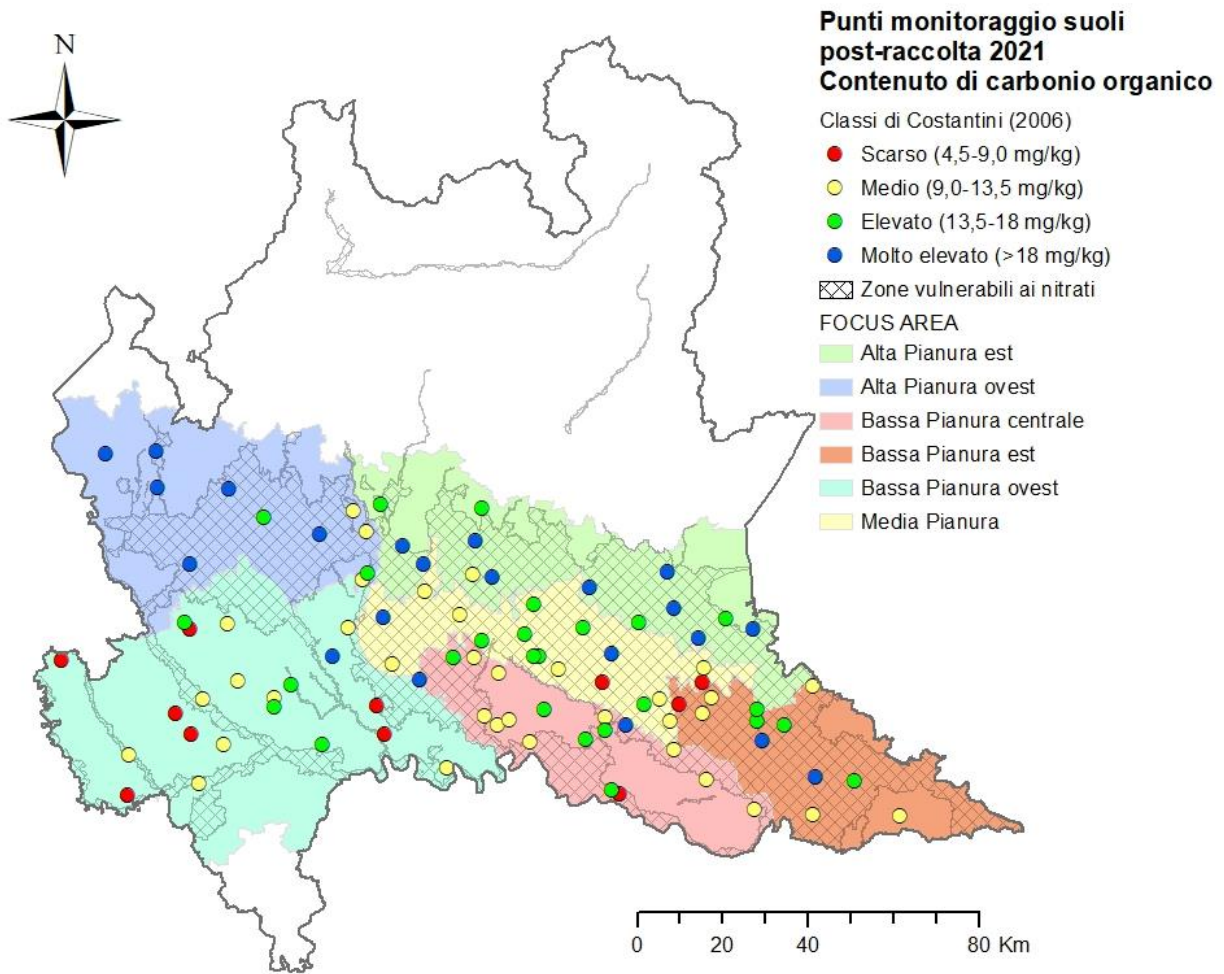 N
Punti monitoraggio suoli
post-raccolta 2021
Contenuto di carbonio organico
Classi di Costantini (2006)
Scarso (4,5-9,0 mg/kg)
Medio (9,0-13,5 mg/kg)
Elevato (13,5-18 mg/kg)
Molto elevato (>18 mg/kg)
Zone vulnerabili ai nitrati
FOCUS AREA
Alta Pianura est
Alta Pianura ovest
Bassa Pianura centrale
Bassa Pianura est
Bassa Pianura ovest
Media Pianura
0 20 40 80 Km